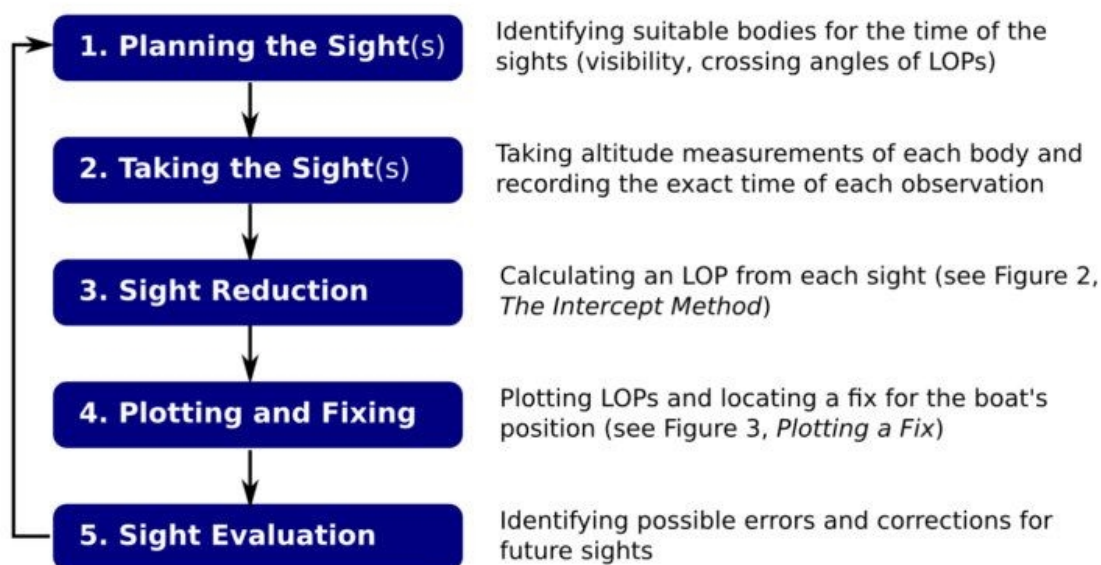 1. Planning the Sight(s)
Identifying suitable bodies for the time of the
sights (visibility, crossing angles of LOPs)
2. Taking the Sight(s)
Taking altitude measurements of each body and
recording the exact time of each observation
3. Sight Reduction
Calculating an LOP from each sight (see Figure 2,
The Intercept Method)
4. Plotting and Fixing
Plotting LOPs and locating a fix for the boat's
position (see Figure 3, Plotting a Fix)
5. Sight Evaluation
Identifying possible errors and corrections for
future sights